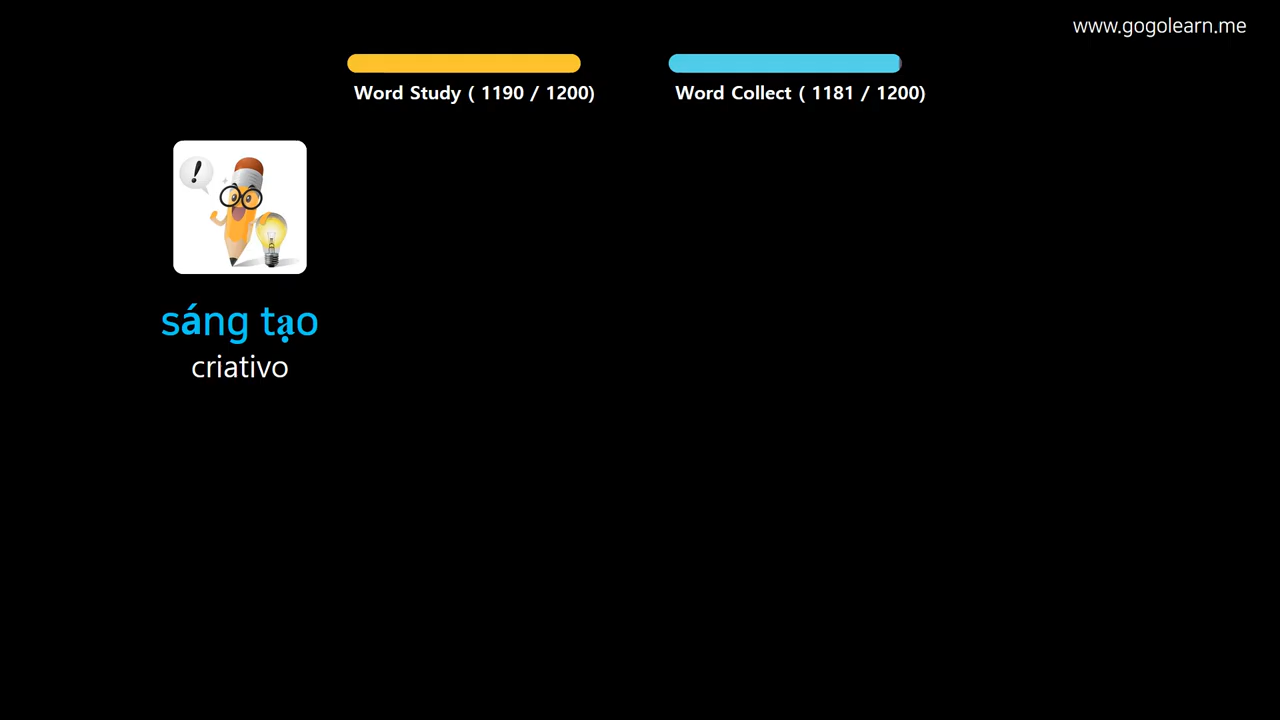 www.gogolearn.me
Word Study ( 1190 / 1200)
Word Collect ( 1181 / 1200)
!
sáng tạo
criativo